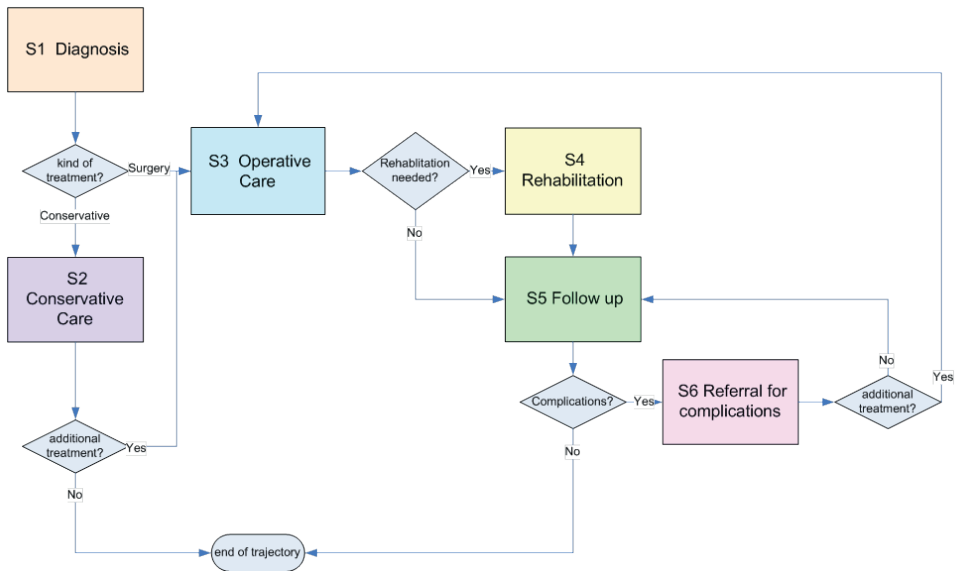 S1 Diagnosis
kind of
treatment?
Surgery
Conservative
S2
Conservative
Care
additional
treatment?
Yes
No
S3 Operative
Care
Rehablitation
needed?
Yes
No
S4
Rehabilitation
S5 Follow up
Complications?
Yes
No
S6 Referral for
complications
additional
treatment?
No
Yes
end of trajectory